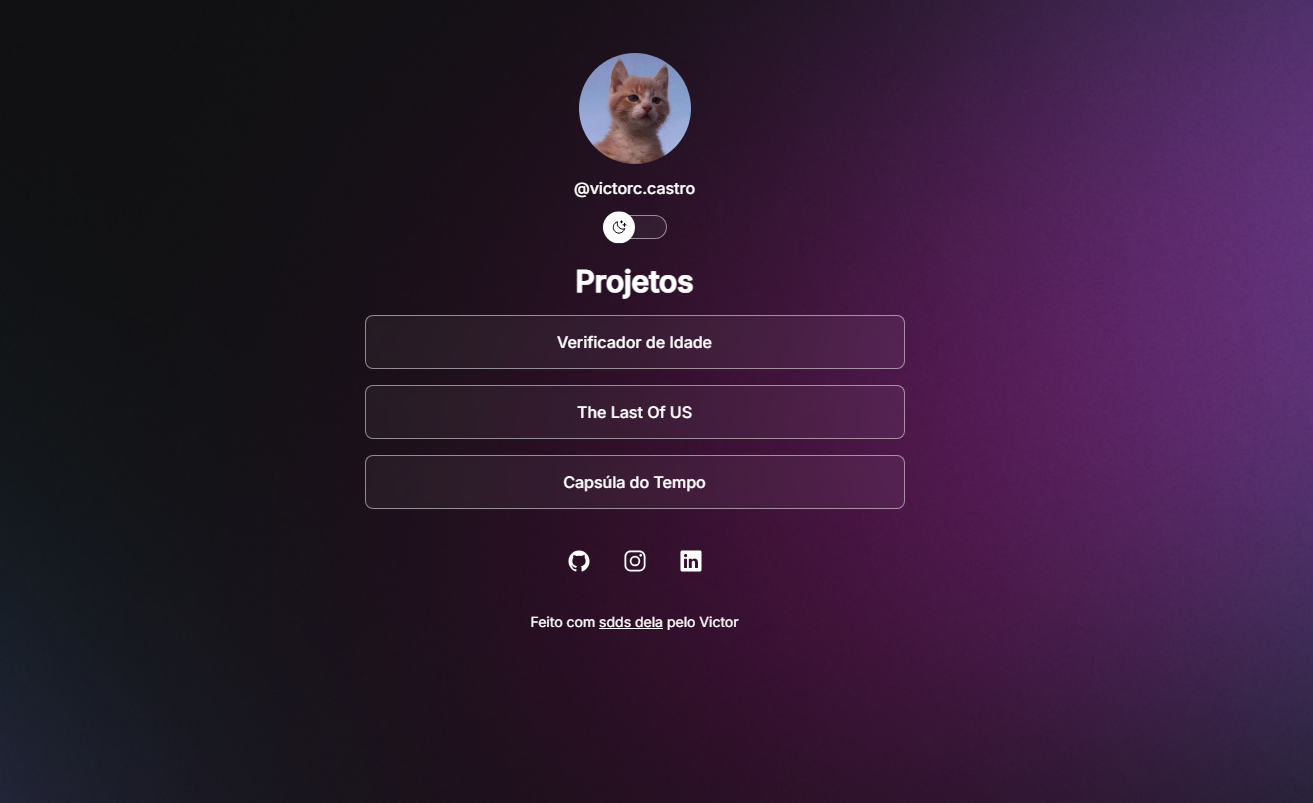 @victorc.castro
Projetos
Verificador de Idade
The Last Of US
Capsúla do Tempo
in
Feito com sdds dela pelo Victor